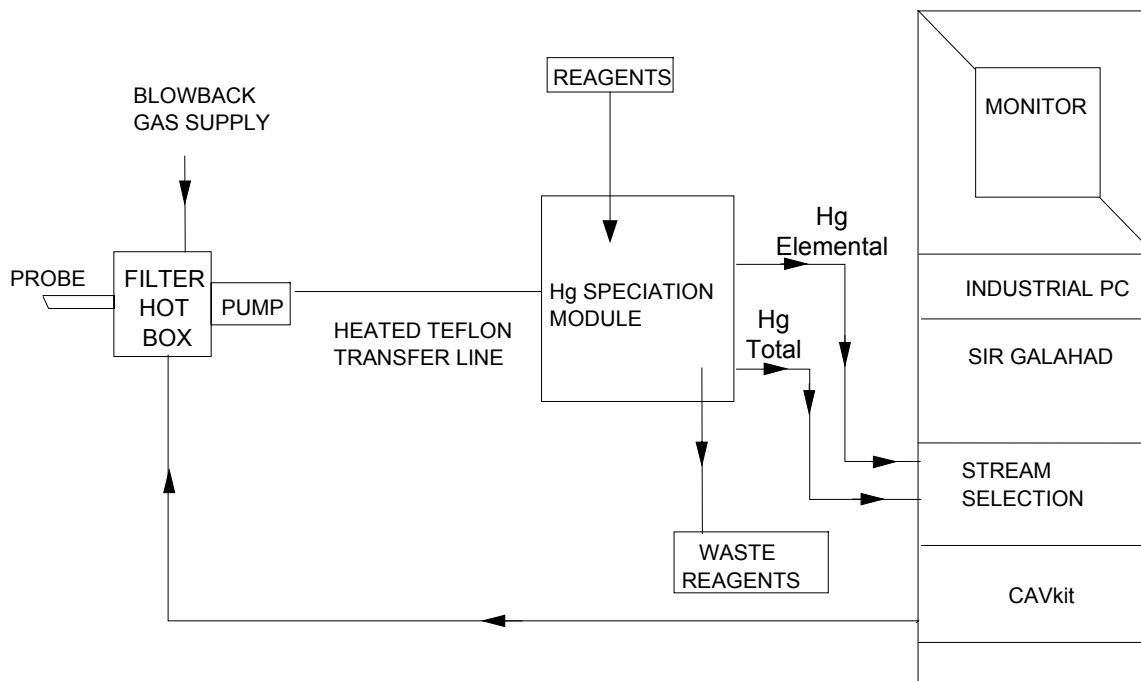 REAGENTS
BLOWBACK
GAS SUPPLY
MONITOR
Hg
Elemental
PROBE
FILTER
HOT
BOX
PUMP
HEATED TEFLON
TRANSFER LINE
Hg SPECIATION
MODULE
Hg
Total
INDUSTRIAL PC
SIR GALAHAD
STREAM
SELECTION
WASTE
REAGENTS
CAVkit